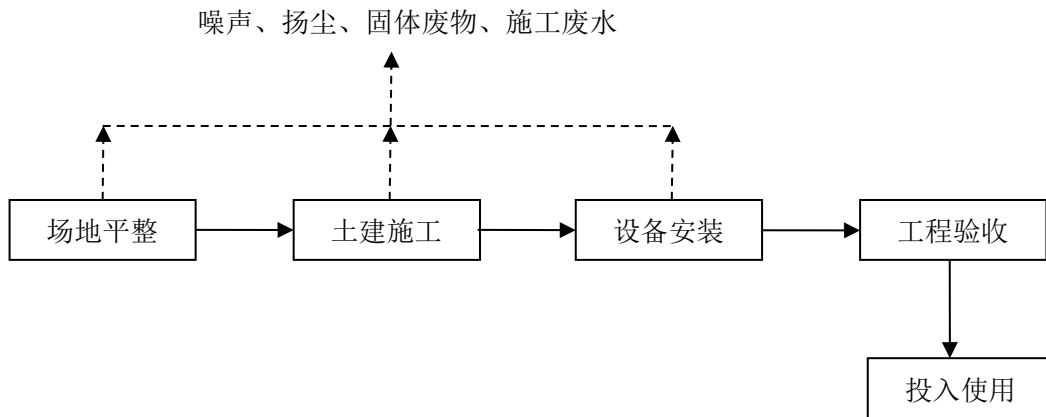 噪声、扬尘、固体废物、施工废水
场地平整
土建施工
设备安装
工程验收
投入使用